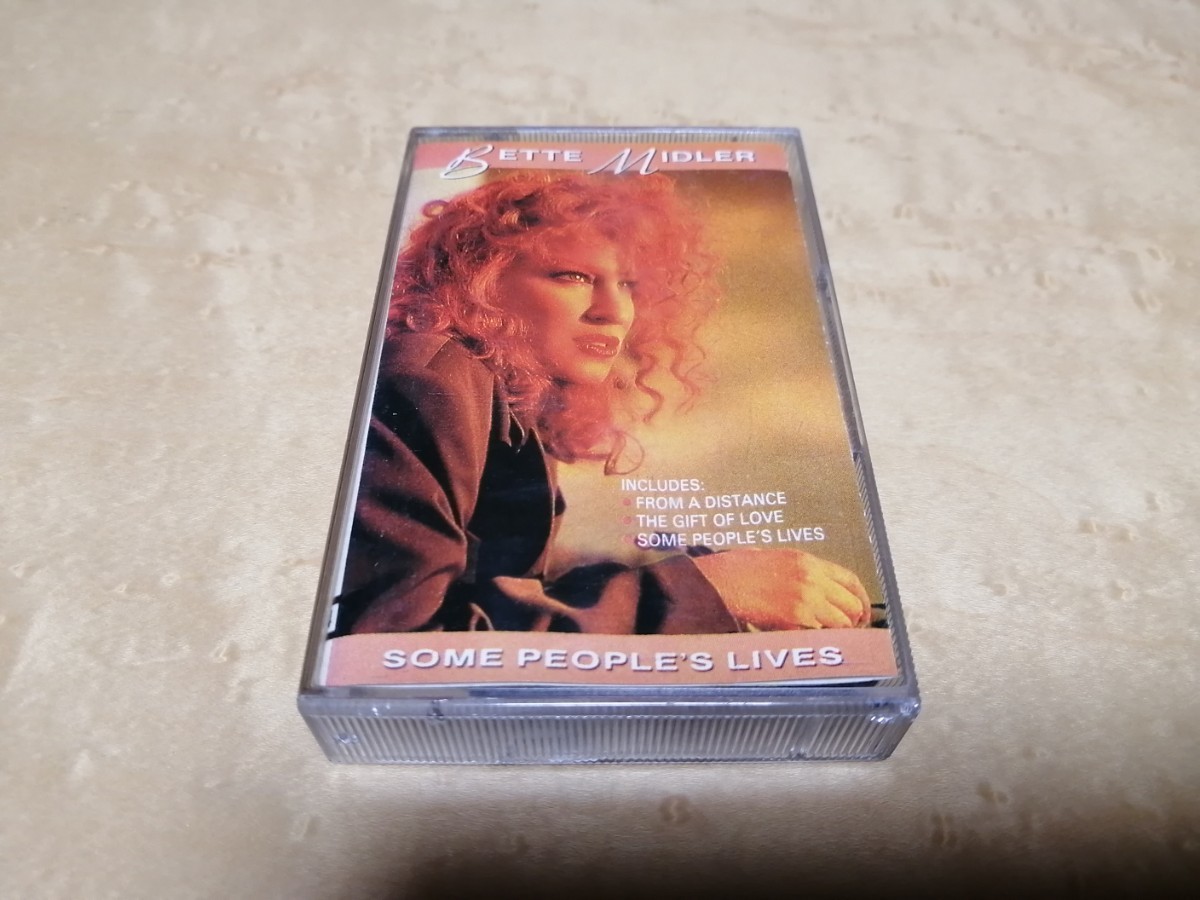 BETTE MIDLER
INCLUDES:
• FROM A DISTANCE
• THE GIFT OF LOVE
• SOME PEOPLE'S LIVES
SOME PEOPLE'S LIVES